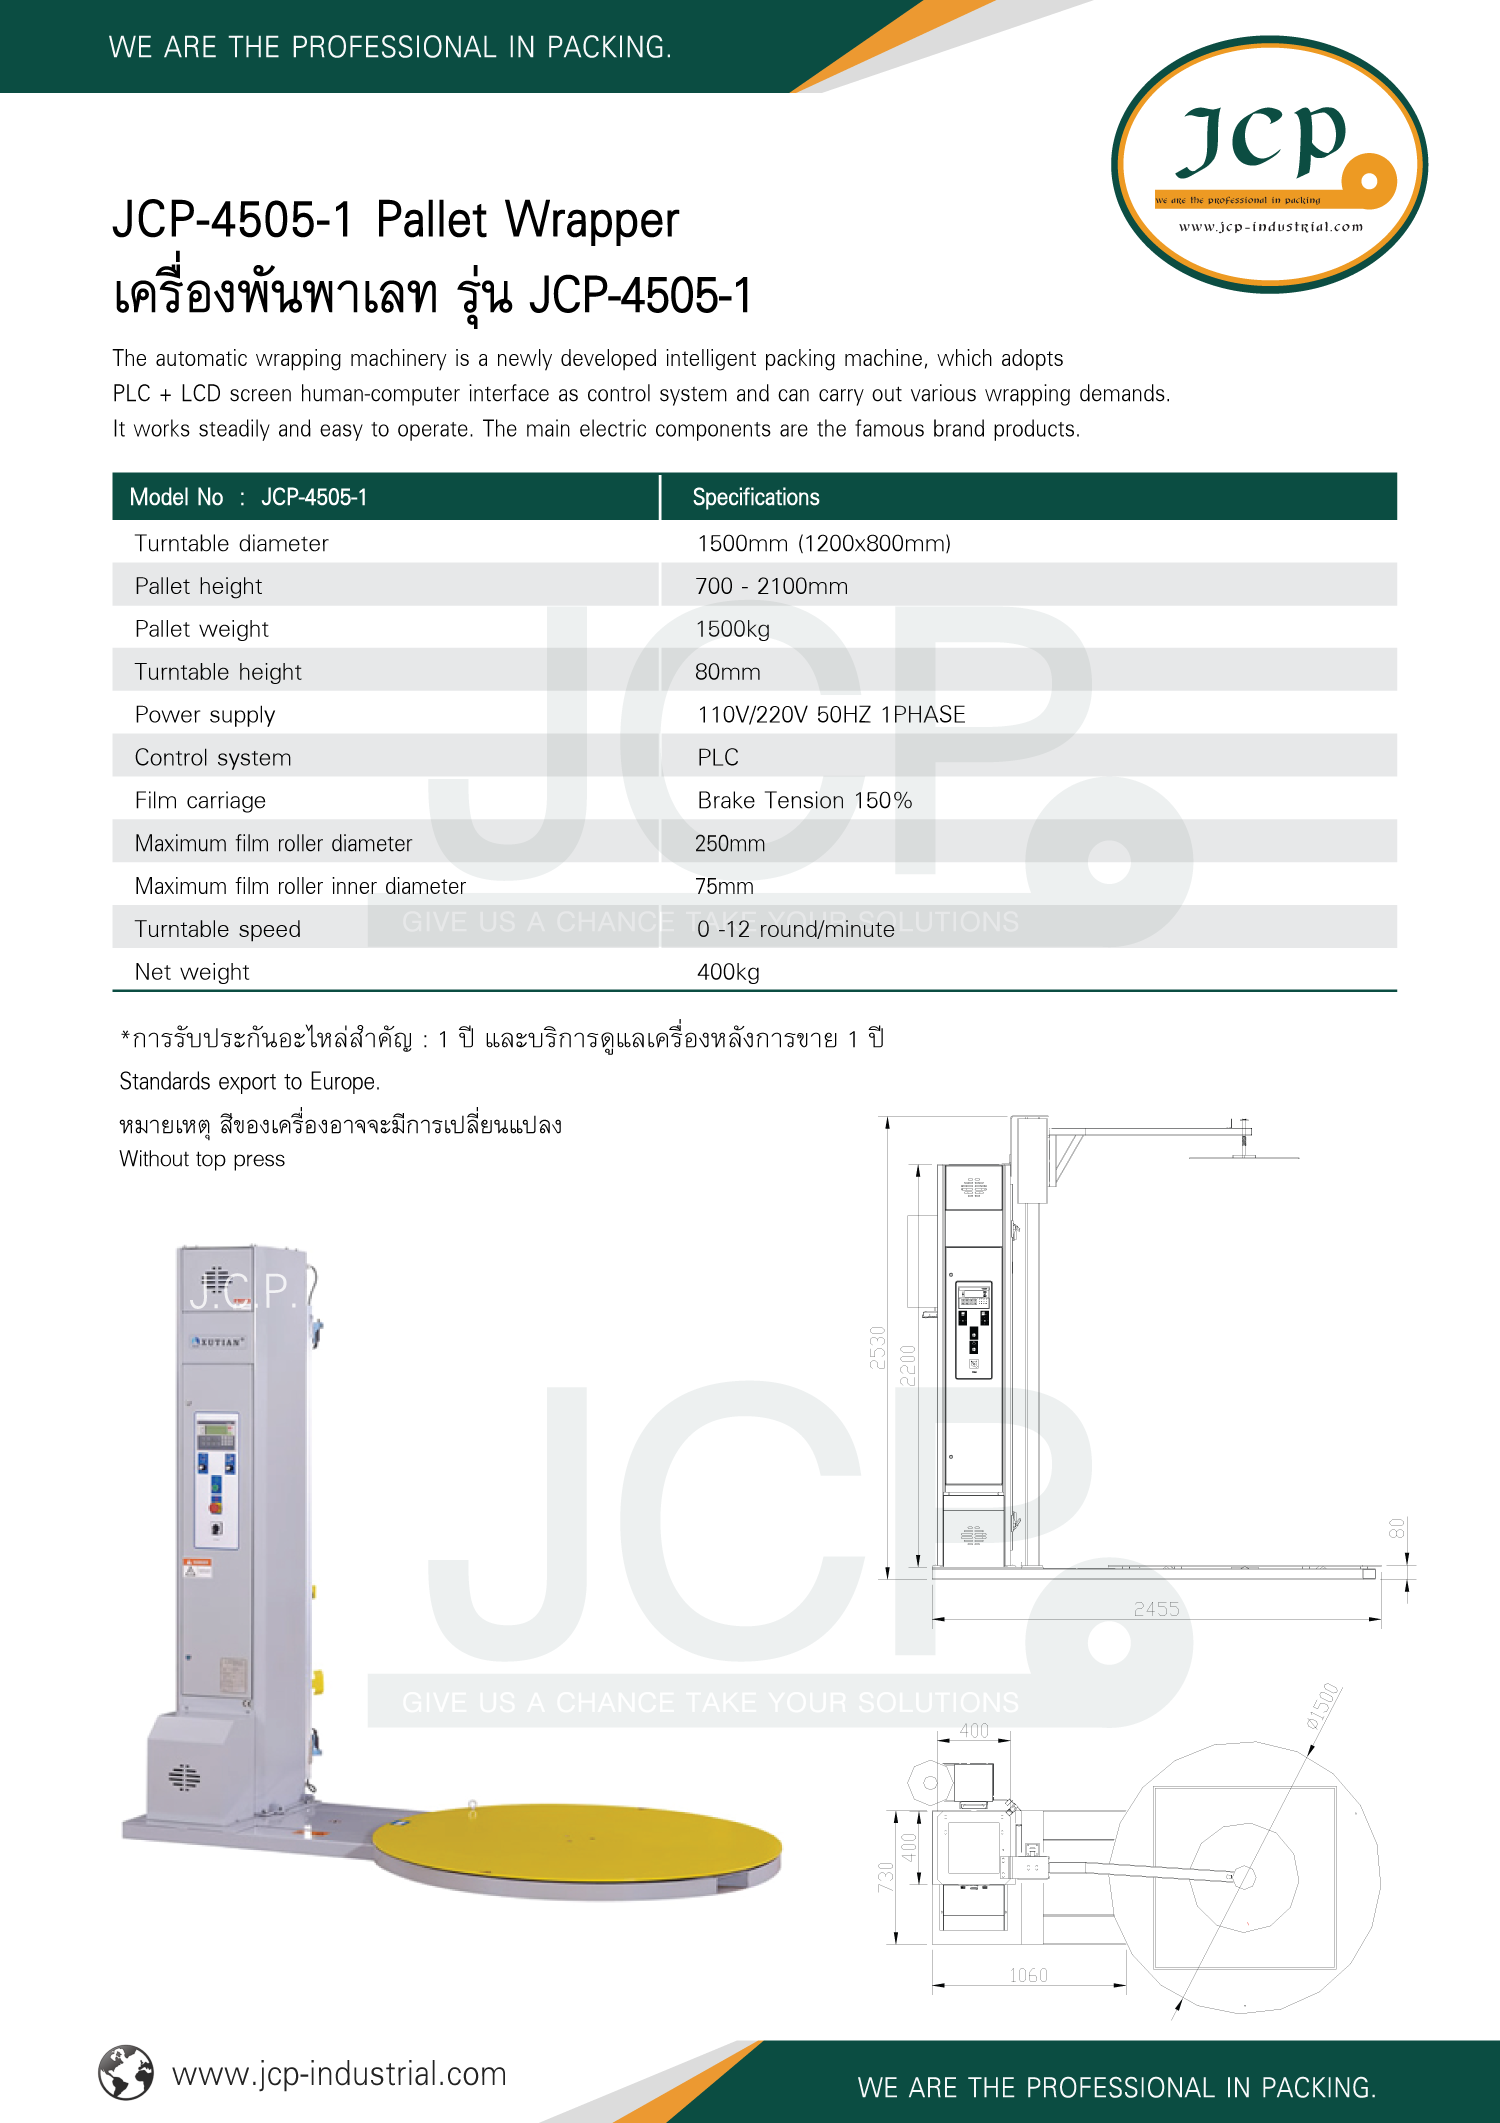 WE ARE THE PROFESSIONAL IN PACKING.
JCP
we are the professional in packing
www.jcp-industrial.com
JCP-4505-1 Pallet Wrapper
เครื่องพันพาเลท รุ่น JCP-4505-1
The automatic wrapping machinery is a newly developed intelligent packing machine, which adopts
PLC + LCD screen human-computer interface as control system and can carry out various wrapping demands.
It works steadily and easy to operate. The main electric components are the famous brand products.
Model No : JCP-4505-1 Specifications
Turntable diameter 1500mm (1200x800mm)
Pallet height 700 - 2100mm
Pallet weight 1500kg
Turntable height 80mm
Power supply 110V/220V 50HZ 1PHASE
Control system PLC
Film carriage Brake Tension 150%
Maximum film roller diameter 250mm
Maximum film roller inner diameter 75mm
Turntable speed 0 -12 round/minute
Net weight 400kg
JCP
GIVE US A CHANCE TAKE YOUR SOLUTIONS
*การรับประกันอะไหล่สำคัญ : 1 ปี และบริการดูแลเครื่องหลังการขาย 1 ปี
Standards export to Europe.
หมายเหตุ สีของเครื่องอาจจะมีการเปลี่ยนแปลง
Without top press
J.C.P.
XUTIAN
2530
2200
80
2455
JCP
GIVE US A CHANCE TAKE YOUR SOLUTIONS
400
Ø1500
400
730
1060
www.jcp-industrial.com
WE ARE THE PROFESSIONAL IN PACKING.